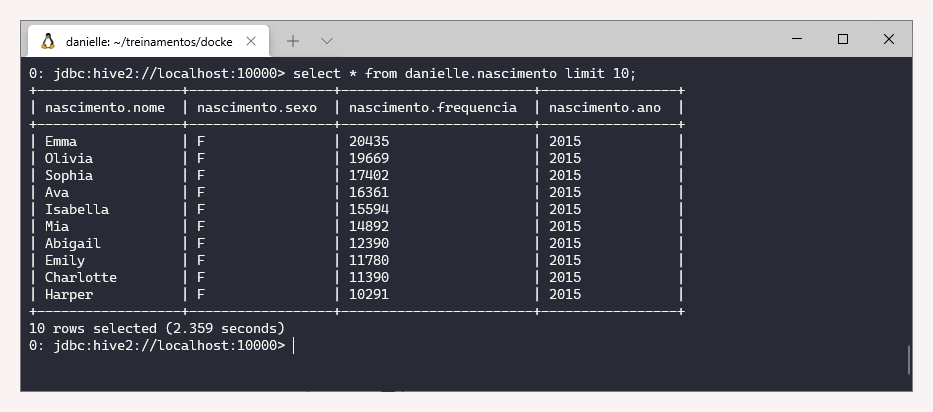 danielle: ~/treinamentos/docke
0: jdbc:hive2://localhost:10000> select * from danielle.nascimento limit 10;
+------------------+------------------+------------------------+-----------------+
| nascimento.nome | nascimento.sexo | nascimento.frequencia | nascimento.ano |
+------------------+------------------+------------------------+-----------------+
| Emma | F | 20435 | 2015 |
| Olivia | F | 19669 | 2015 |
| Sophia | F | 17402 | 2015 |
| Ava | F | 16361 | 2015 |
| Isabella | F | 15594 | 2015 |
| Mia | F | 14892 | 2015 |
| Abigail | F | 12390 | 2015 |
| Emily | F | 11780 | 2015 |
| Charlotte | F | 11390 | 2015 |
| Harper | F | 10291 | 2015 |
+------------------+------------------+------------------------+-----------------+
10 rows selected (2.359 seconds)
0: jdbc:hive2://localhost:10000>